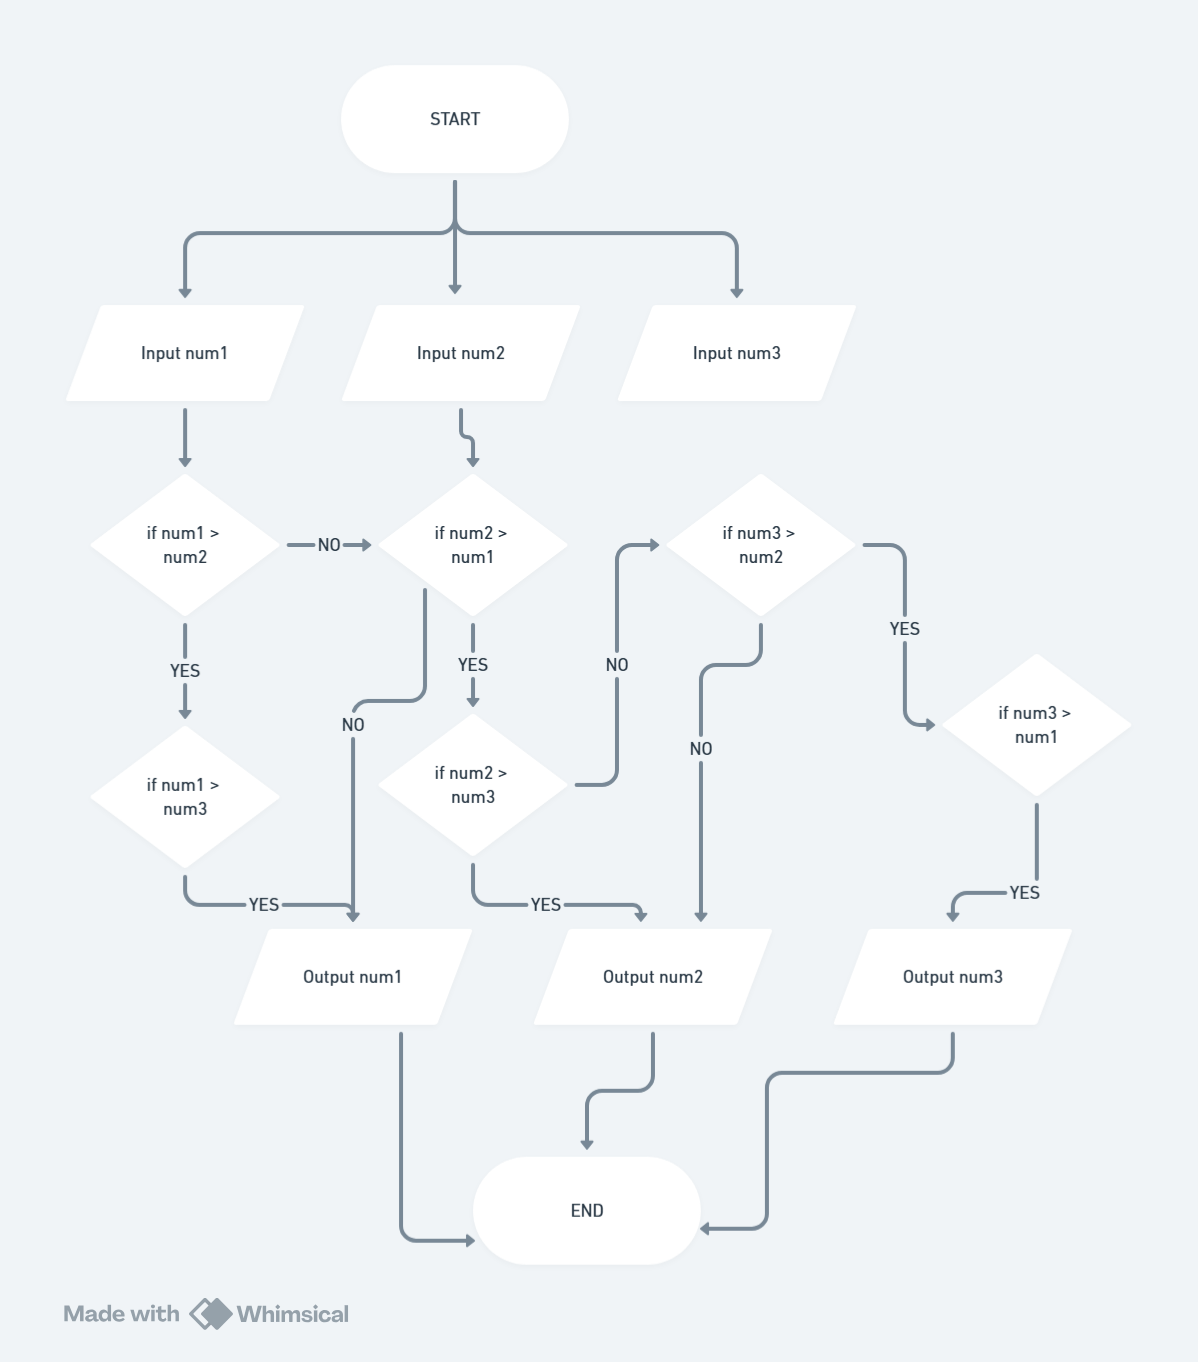 START
Input num1
Input num2
Input num3
if num1 >
num2
NO
if num2 >
num1
if num3 >
num2
YES
YES
YES
NO
NO
NO
if num3 >
num1
if num1 >
num3
if num2 >
num3
YES
YES
YES
Output num1
Output num2
Output num3
END
Made with Whimsical